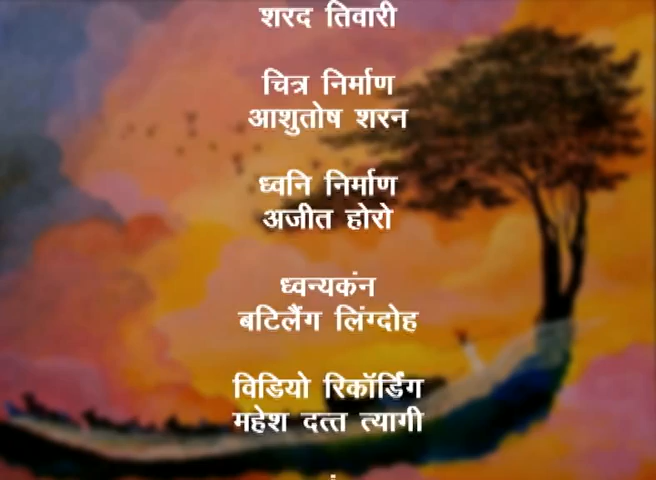 शरद तिवारी
चित्र निर्माण
आशुतोष शरन
ध्वनि निर्माण
अजीत होरो
ध्वन्यकंन
बटिलैंग लिंग्दोह
विडियो रिकॉर्डिंग
महेश दत्त त्यागी